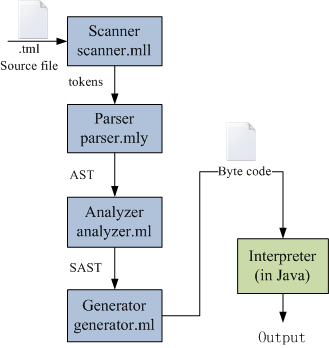 .tml
Source file
Scanner
scanner.mll
tokens
Parser
parser.mly
AST
Analyzer
analyzer.ml
SAST
Generator
generator.ml
Byte code
Interpreter
(in Java)
Output